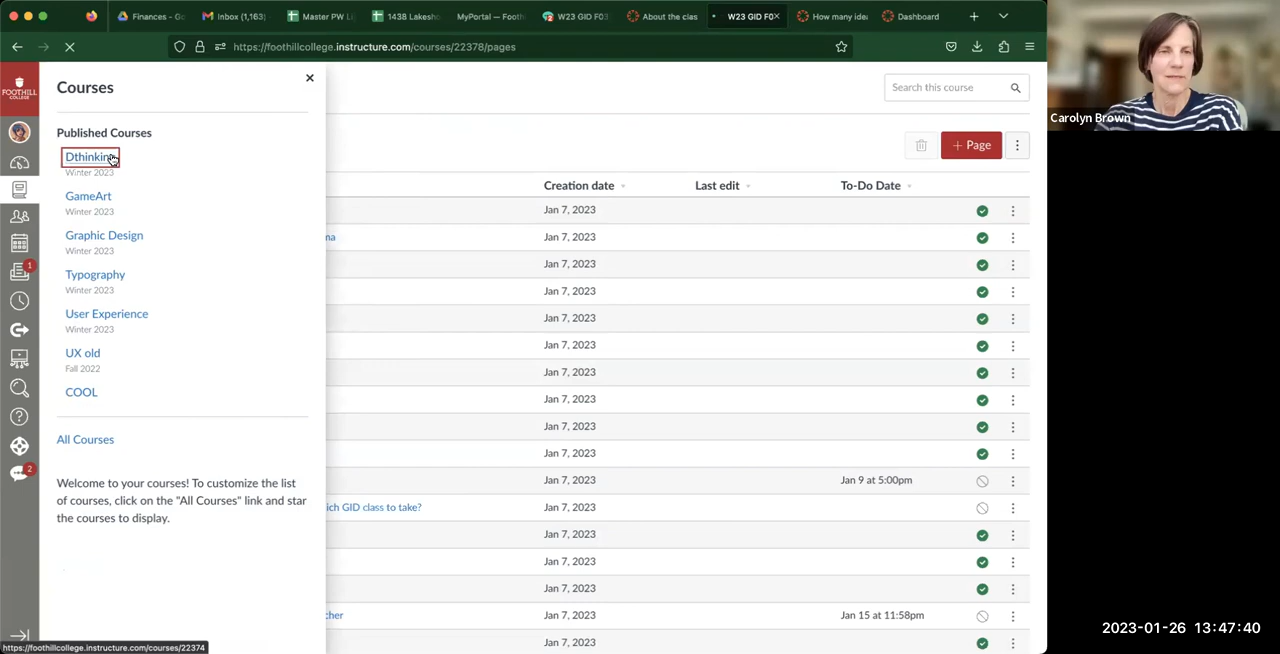 Finances - Go
Inbox (1,163)
Master PW Li
1438 Lakesh
MyPortal — Footh
W23 GID F03
About the clas
W23 GID F0
How many idea
Dashboard
https://foothillcollege.instructure.com/courses/22378/pages
FOOTHILL
COLLEGE
Courses
Search this course
Carolyn Brown
Published Courses
+ Page
Dthinking
Winter 2023
Creation date
Last edit
To-Do Date
GameArt
Winter 2023
Jan 7, 2023
Graphic Design
Winter 2023
ma
Jan 7, 2023
Jan 7, 2023
Typography
Winter 2023
1
Jan 7, 2023
User Experience
Winter 2023
Jan 7, 2023
Jan 7, 2023
UX old
Fall 2022
Jan 7, 2023
COOL
Jan 7, 2023
Jan 7, 2023
All Courses
Jan 7, 2023
2
Welcome to your courses! To customize the list
of courses, click on the "All Courses" link and star
the courses to display.
Jan 7, 2023
Jan 9 at 5:00pm
ich GID class to take?
Jan 7, 2023
Jan 7, 2023
Jan 7, 2023
Jan 7, 2023
cher
Jan 7, 2023
Jan 15 at 11:58pm
Jan 7, 2023
https://foothillcollege.instructure.com/courses/22374
2023-01-26 13:47:40